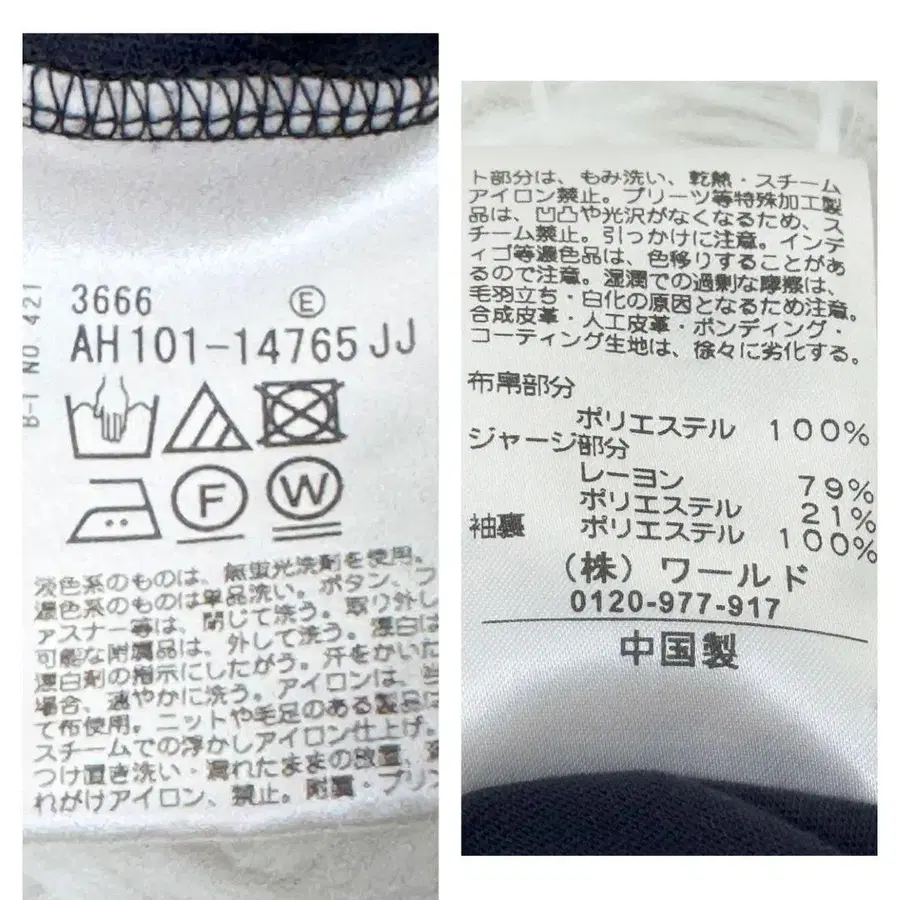 B-T NO. 421
3666 E
AH101-14765JJ
F W
淡色系のものは、無蛍光洗剤を使用。
濃色系のものは単品洗い。ボタン、フ
ァスナー等は、閉じて洗う。取り外し
可能な附属品は、外して洗う。漂白は
漂白剤の指示にしたがう。汗をかいた
場合、速やかに洗う。アイロンは、当
て布使用。ニットや毛足のある製品は
スチームでの浮かしアイロン仕上げ。
つけ置き洗い・濡れたままの放置、
れがけアイロン、禁止。附属・プリン
ト部分は、もみ洗い、乾熱・スチーム
アイロン禁止。プリーツ等特殊加工製
品は、凹凸や光沢がなくなるため、ス
チーム禁止。引っかけに注意。インデ
ィゴ等濃色品は、色移りすることがあ
るので注意。湿潤での過剰な摩擦は、
毛羽立ち・白化の原因となるため注意。
合成皮革・人工皮革・ボンディング・
コーティング生地は、徐々に劣化する。
布帛部分
ポリエステル 100%
ジャージ部分
レーヨン 79%
ポリエステル 21%
袖裏 ポリエステル 100%
(株) ワールド
0120-977-917
中国製